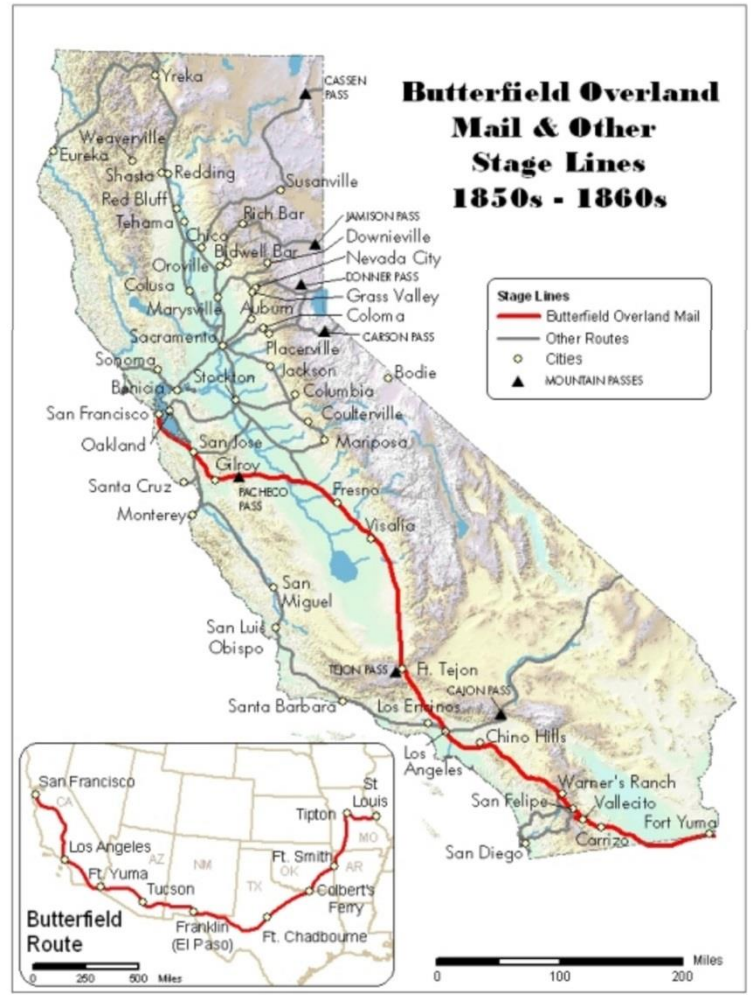 Butterfield Overland
Mail & Other
Stage Lines
1850s - 1860s
Yreka
CASSEN
PASS
Weaverville
Eureka
Shasta
Redding
Susanville
Red Bluff
Rich Bar
Tehama
JAMISON PASS
Downieville
Chico
Bidwell Bar
Nevada City
Oroville
DONNER PASS
Colusa
Grass Valley
Marysville
Auburn
Coloma
Sacramento
CARSON PASS
Placerville
Sonoma
Jackson
Bodie
Stockton
Benicia
Columbia
San Francisco
Coulterville
Oakland
San Jose
Mariposa
Gilroy
Santa Cruz
PACHECO
PASS
Fresno
Monterey
Visalia
San
Miguel
San Luis
Obispo
TEJON PASS
Ft. Tejon
CAJON PASS
Santa Barbara
Los Encinos
Chino Hills
Los
Angeles
Warner's Ranch
San Felipe
Vallecito
Fort Yuma
Carrizo
San Diego
Stage Lines
Butterfield Overland Mail
Other Routes
Cities
MOUNTAIN PASSES
San Francisco
CA
St
Louis
Tipton
MO
Los Angeles
AZ
NM
Ft. Smith
OK
AR
Ft. Yuma
Tucson
TX
Colbert's
Ferry
Franklin
(El Paso)
Ft. Chadbourne
Butterfield
Route
0 250 500 Miles
Miles
0 100 200